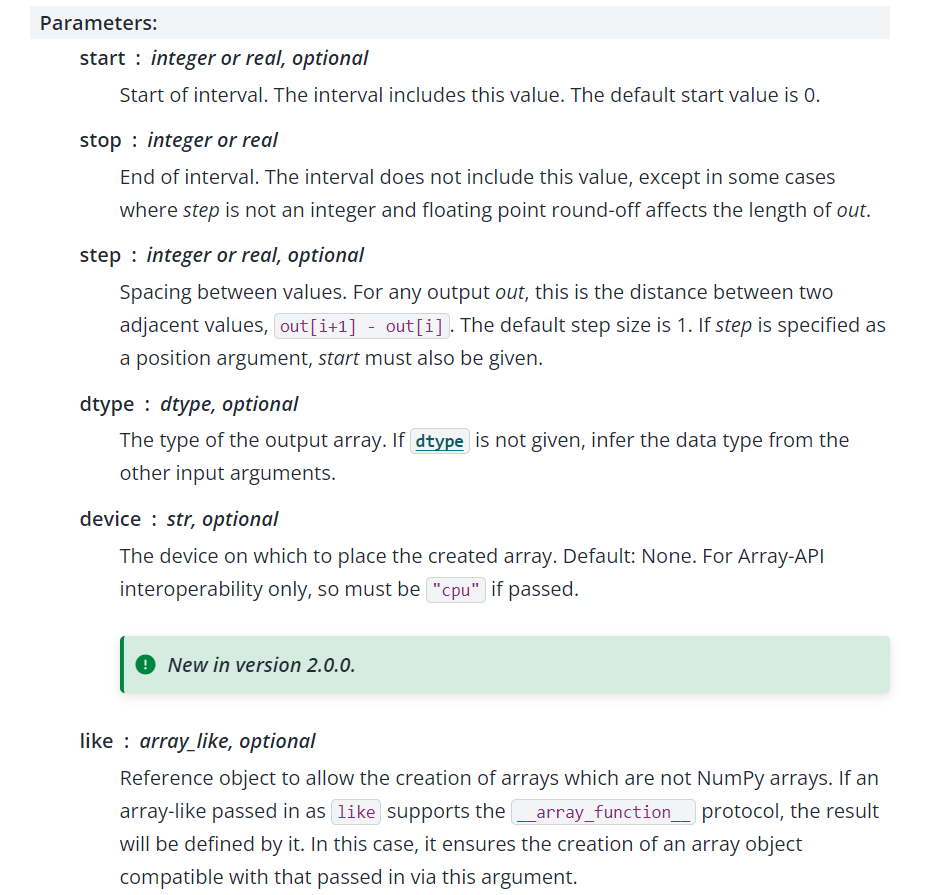 Parameters:
start : integer or real, optional
Start of interval. The interval includes this value. The default start value is 0.
stop : integer or real
End of interval. The interval does not include this value, except in some cases
where step is not an integer and floating point round-off affects the length of out.
step : integer or real, optional
Spacing between values. For any output out, this is the distance between two
adjacent values, out[i+1] - out[i]. The default step size is 1. If step is specified as
a position argument, start must also be given.
dtype : dtype, optional
The type of the output array. If dtype is not given, infer the data type from the
other input arguments.
device : str, optional
The device on which to place the created array. Default: None. For Array-API
interoperability only, so must be "cpu" if passed.
New in version 2.0.0.
like : array_like, optional
Reference object to allow the creation of arrays which are not NumPy arrays. If an
array-like passed in as like supports the __array_function__ protocol, the result
will be defined by it. In this case, it ensures the creation of an array object
compatible with that passed in via this argument.